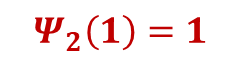 Ψ₂(1) = 1